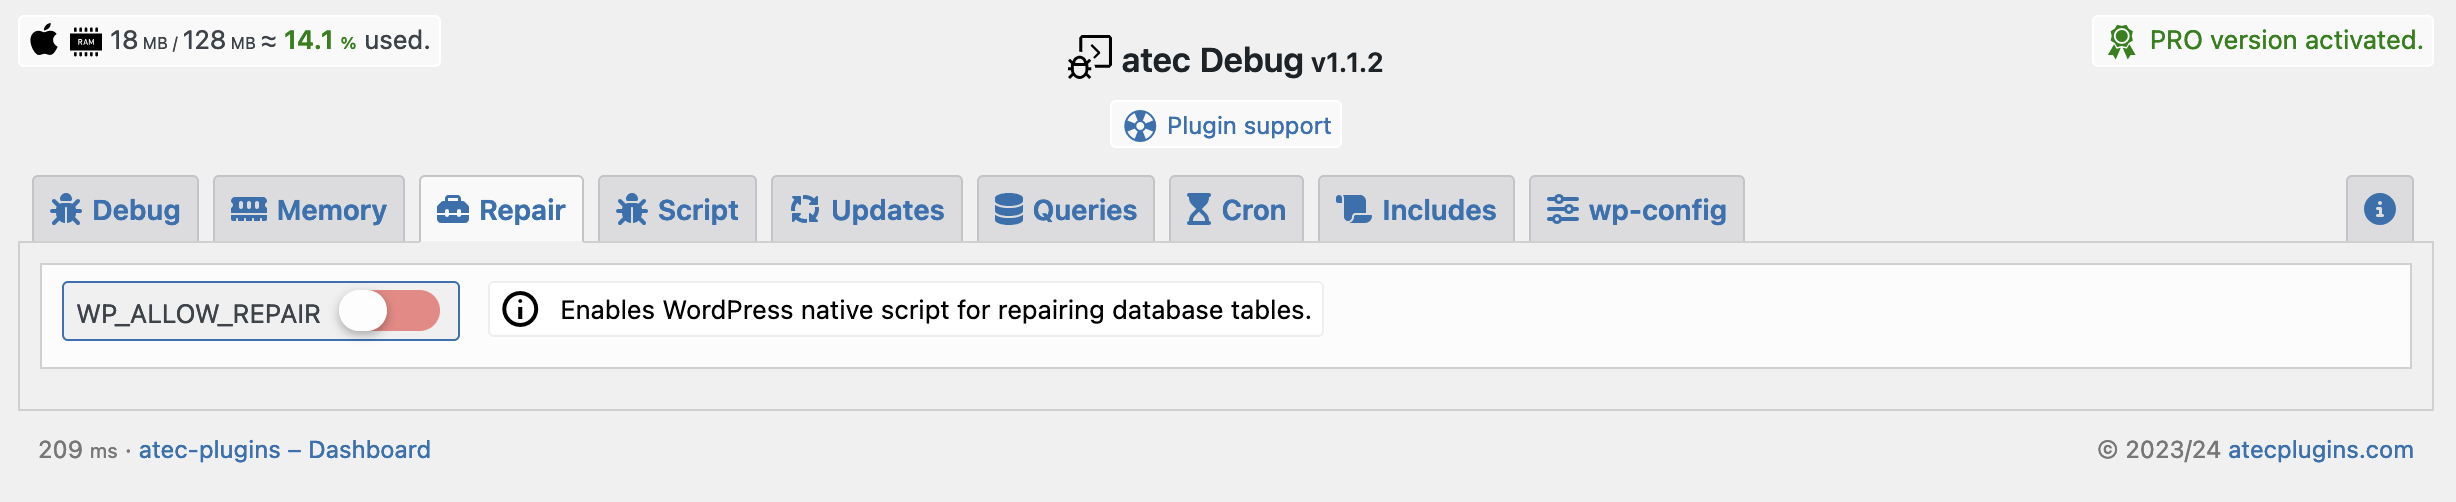 RAM 18 MB / 128 MB ≈ 14.1 % used.
atec Debug v1.1.2
PRO version activated.
Plugin support
Debug Memory Repair Script Updates Queries Cron Includes wp-config
WP_ALLOW_REPAIR Enables WordPress native script for repairing database tables.
209 ms · atec-plugins – Dashboard
© 2023/24 atecplugins.com